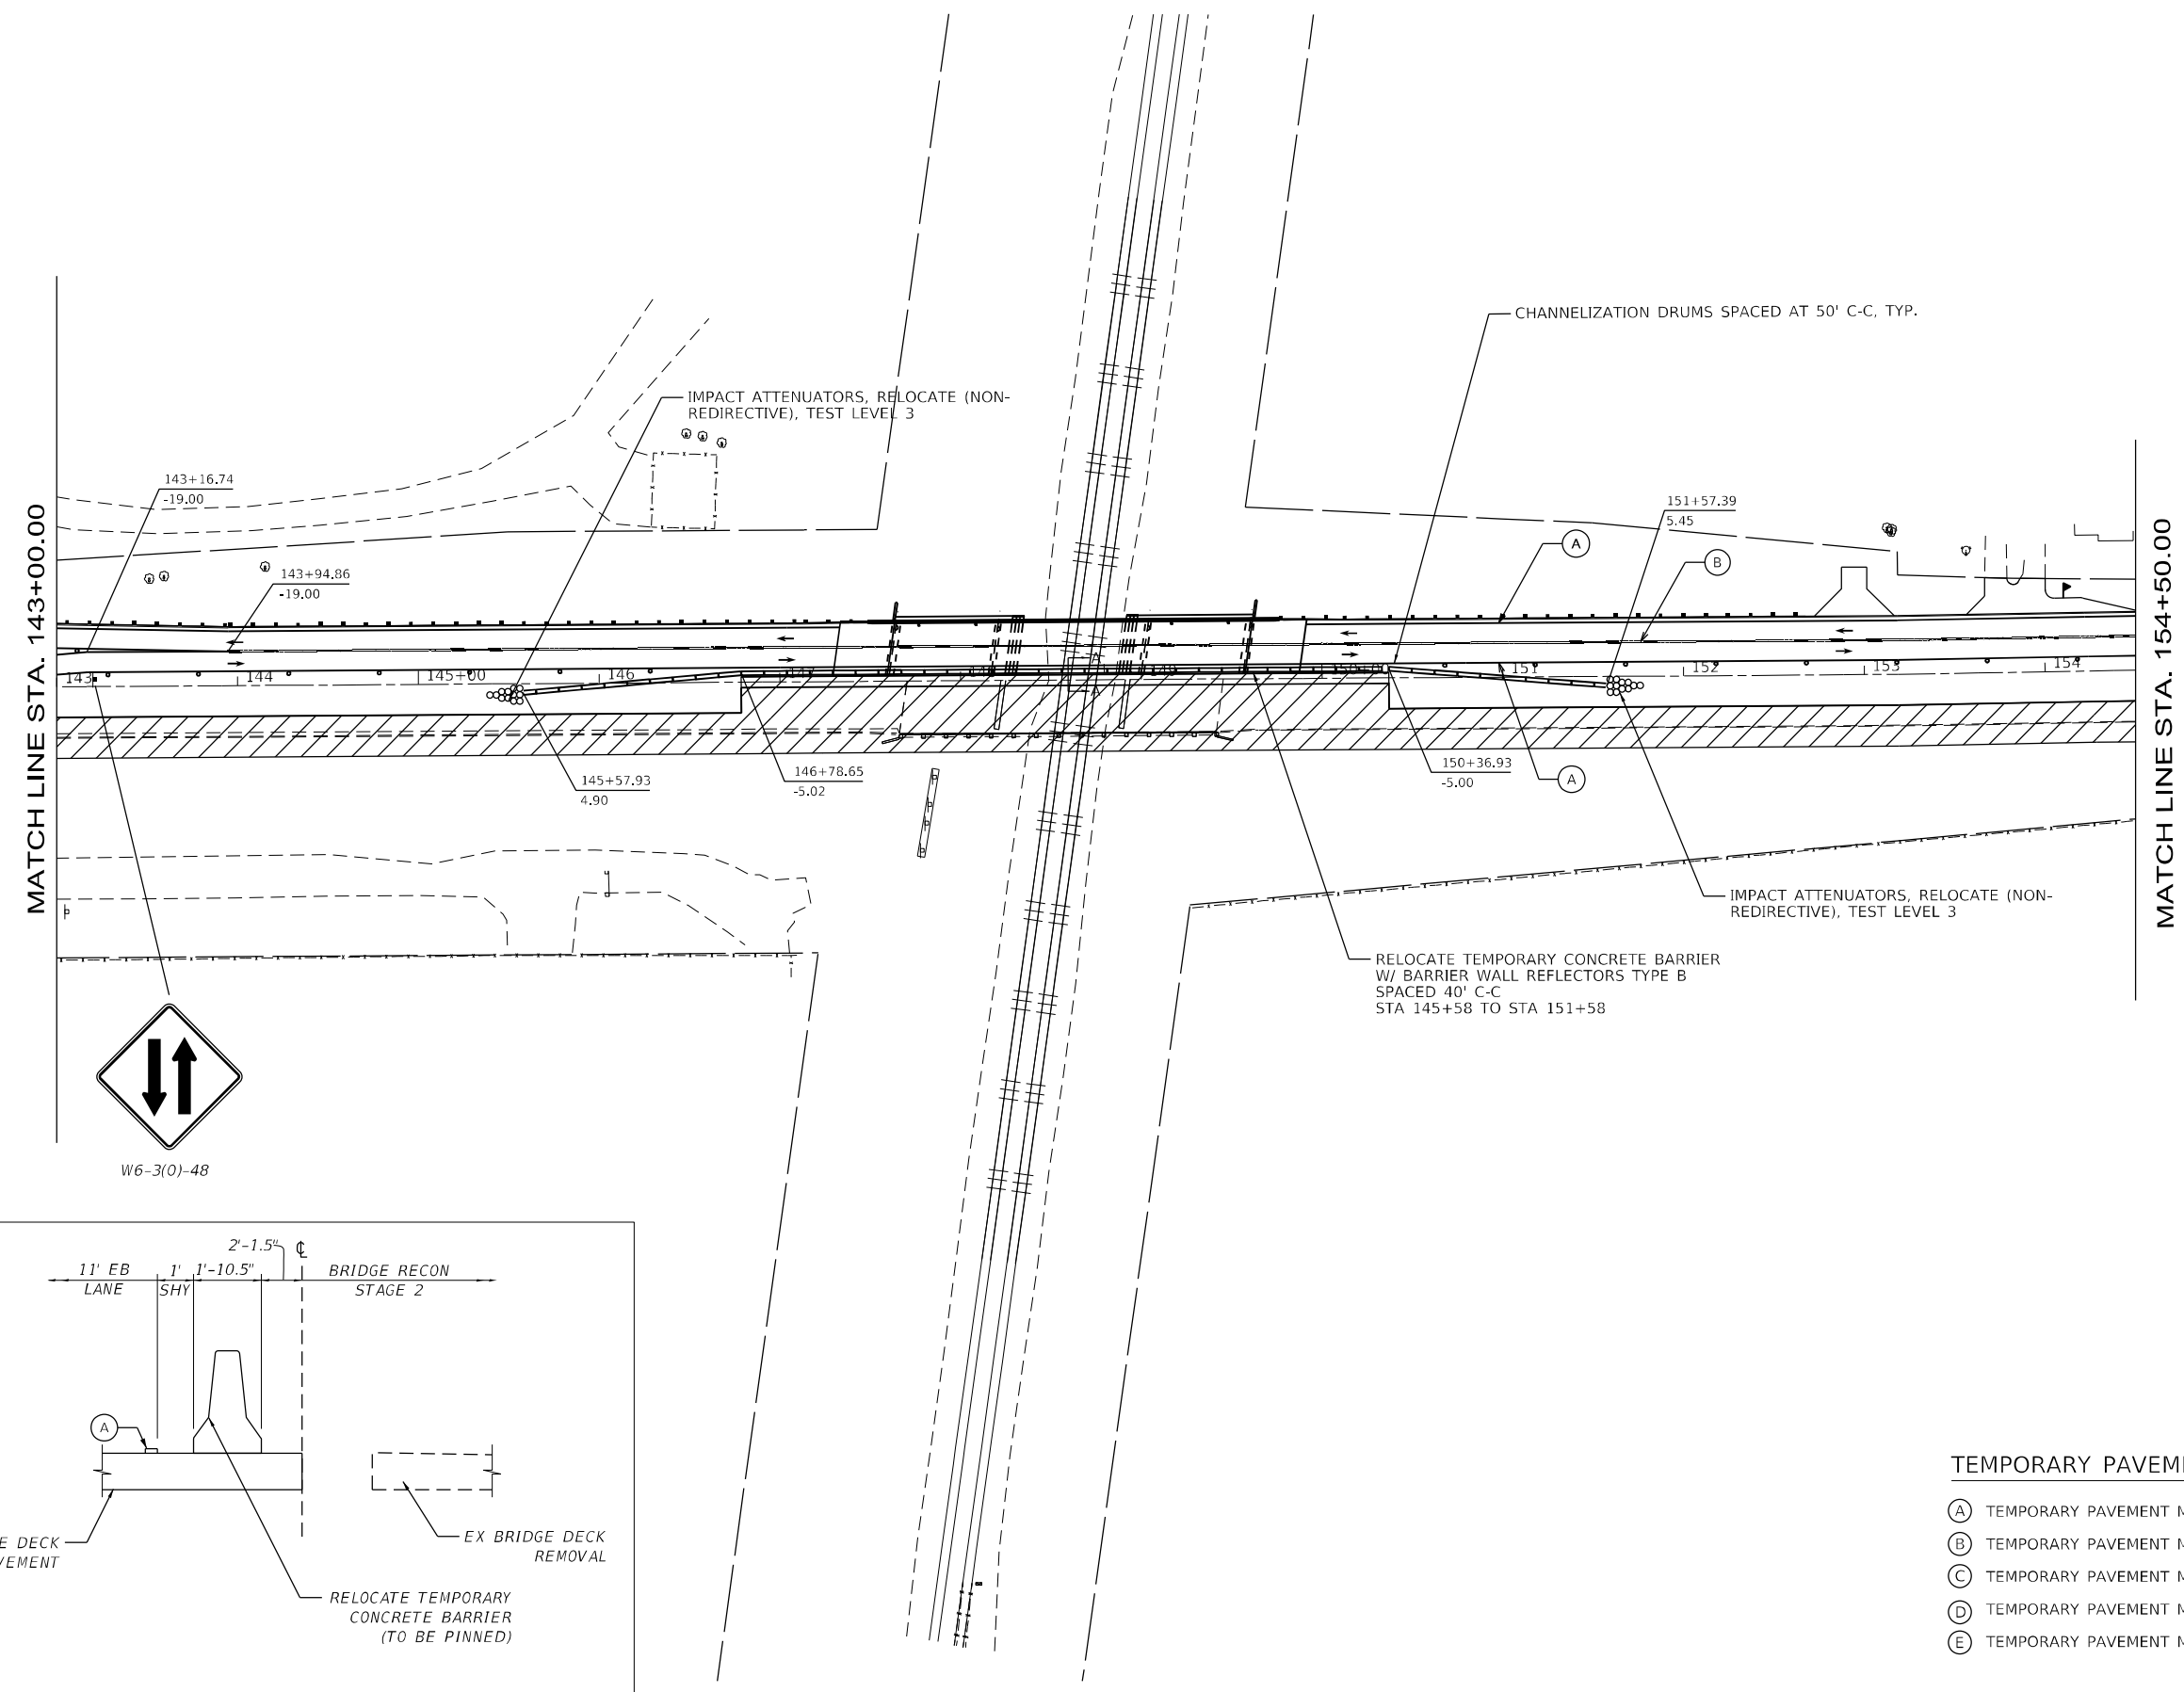 CHANNELIZATION DRUMS SPACED AT 50' C-C, TYP.
IMPACT ATTENUATORS, RELOCATE (NON-
REDIRECTIVE), TEST LEVEL 3
143+16.74
-19.00
151+57.39
5.45
143+94.86
-19.00
A
B
MATCH LINE STA. 143+00.00
MATCH LINE STA. 154+50.00
143
144
145+00
146
147
A
149
150+00
151
152
153
154
A
145+57.93
4.90
146+78.65
-5.02
150+36.93
-5.00
A
IMPACT ATTENUATORS, RELOCATE (NON-
REDIRECTIVE), TEST LEVEL 3
RELOCATE TEMPORARY CONCRETE BARRIER
W/ BARRIER WALL REFLECTORS TYPE B
SPACED 40' C-C
STA 145+58 TO STA 151+58
W6-3(O)-48
2'-1.5"
11' EB
LANE
1'
SHY
1'-10.5"
BRIDGE RECON
STAGE 2
A
E DECK
VEMENT
EX BRIDGE DECK
REMOVAL
RELOCATE TEMPORARY
CONCRETE BARRIER
(TO BE PINNED)
TEMPORARY PAVEM
A TEMPORARY PAVEMENT M
B TEMPORARY PAVEMENT M
C TEMPORARY PAVEMENT M
D TEMPORARY PAVEMENT M
E TEMPORARY PAVEMENT M